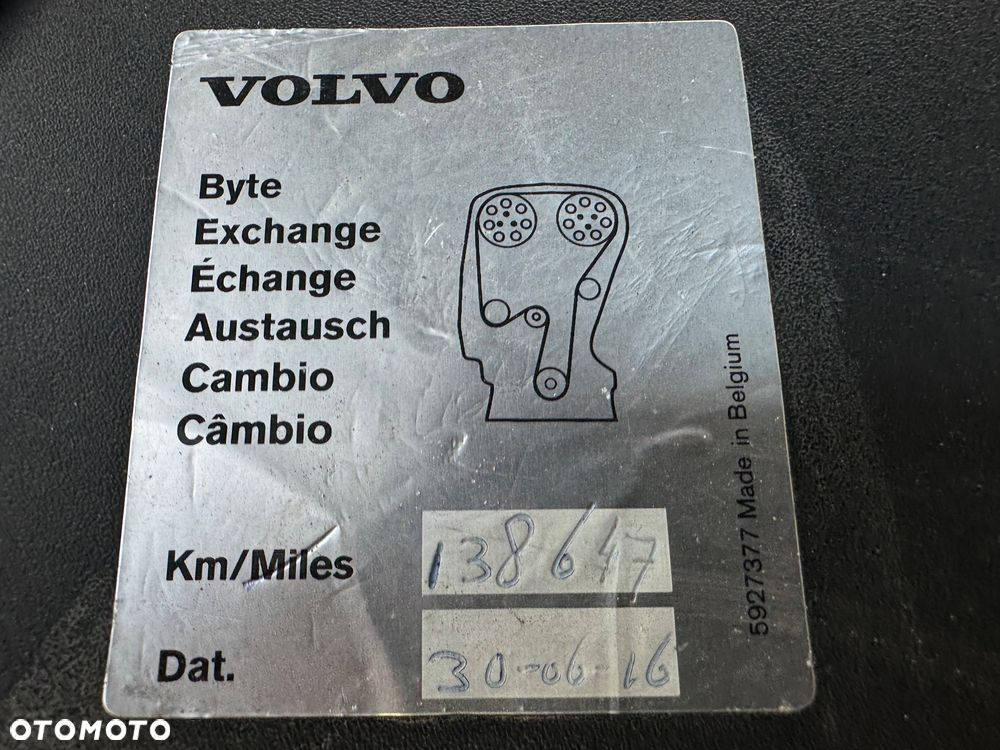 VOLVO
Byte
Exchange
Échange
Austausch
Cambio
Câmbio
Km/Miles 138647
Dat. 30-06-16
5927377 Made in Belgium
OTOMOTO
OTOMOTO